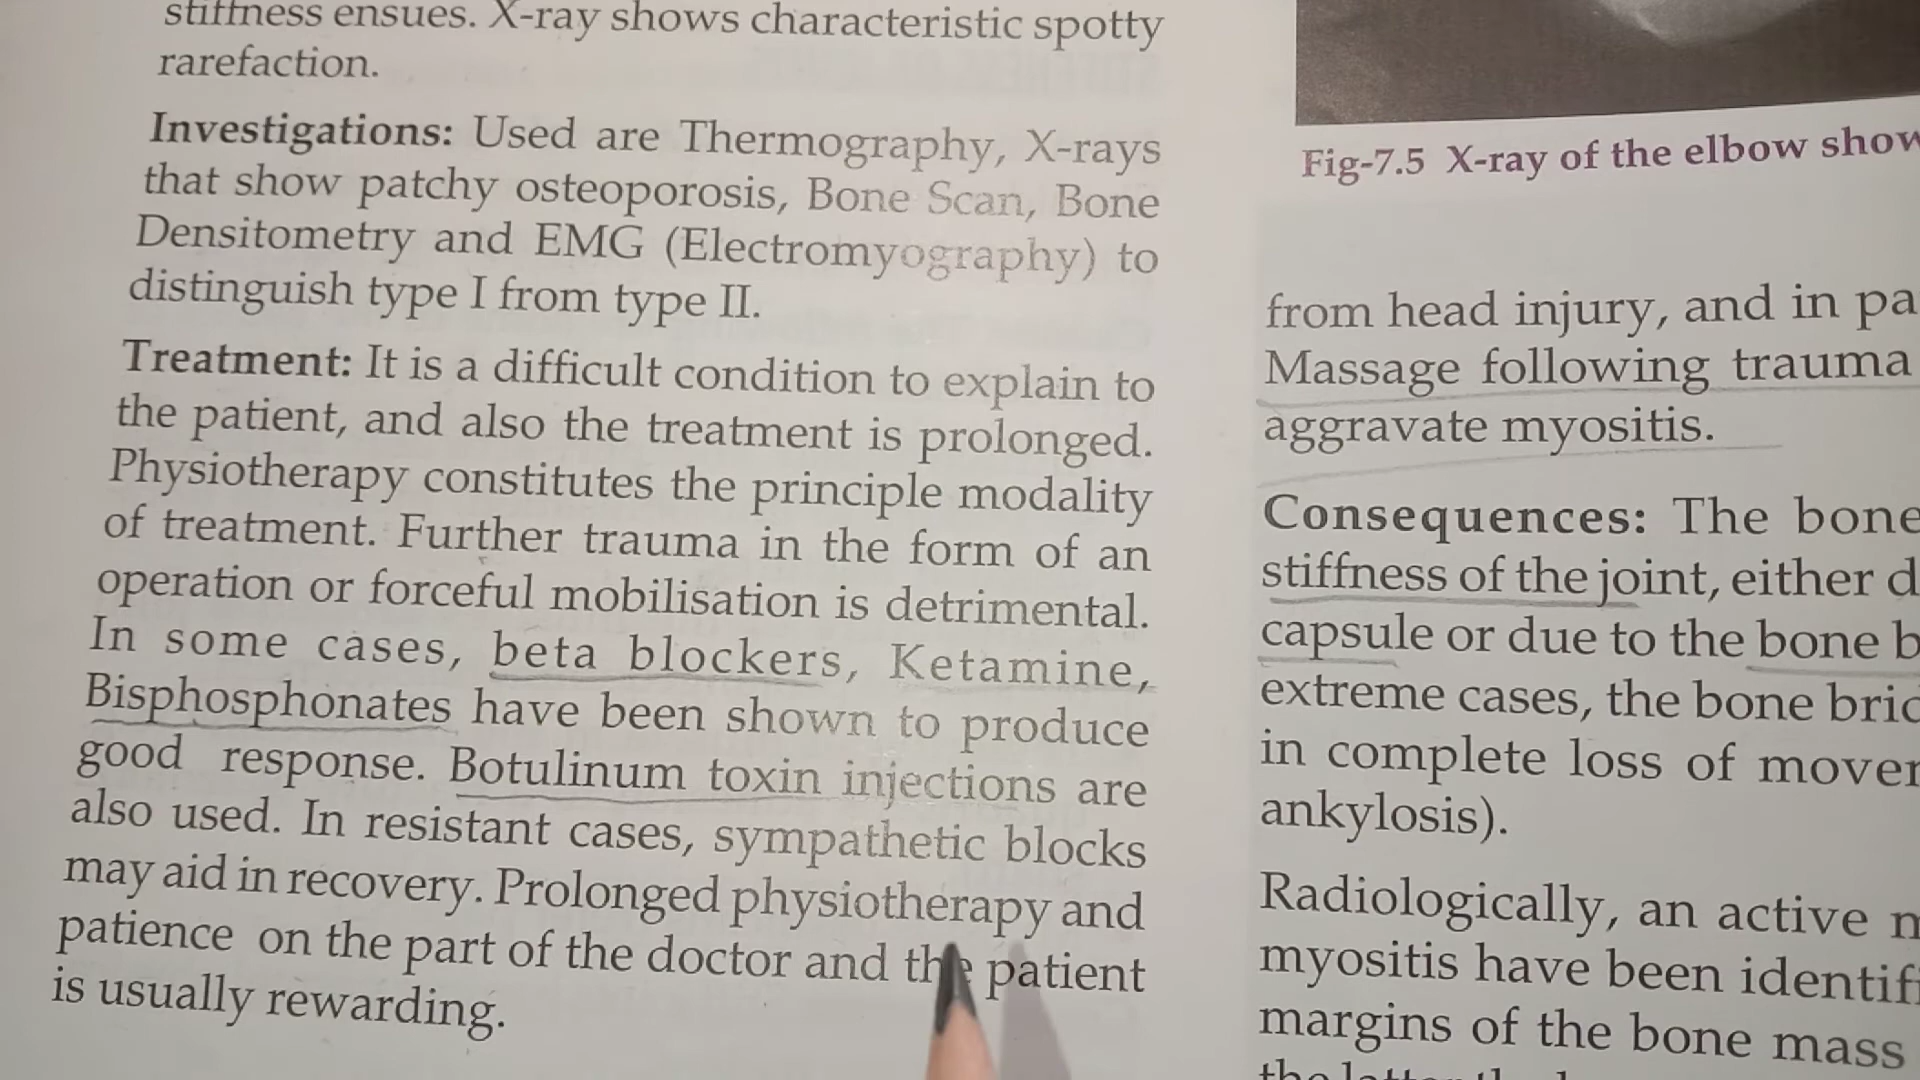 stiffness ensues. X-ray shows characteristic spotty
rarefaction.
Investigations: Used are Thermography, X-rays
that show patchy osteoporosis, Bone Scan, Bone
Densitometry and EMG (Electromyography) to
distinguish type I from type II.
Treatment: It is a difficult condition to explain to
the patient, and also the treatment is prolonged.
Physiotherapy constitutes the principle modality
of treatment. Further trauma in the form of an
operation or forceful mobilisation is detrimental.
In some cases, beta blockers, Ketamine,
Bisphosphonates have been shown to produce
good response. Botulinum toxin injections are
also used. In resistant cases, sympathetic blocks
may aid in recovery. Prolonged physiotherapy and
patience on the part of the doctor and the patient
is usually rewarding.
Fig-7.5 X-ray of the elbow show
from head injury, and in pa
Massage following trauma
aggravate myositis.
Consequences: The bone
stiffness of the joint, either d
capsule or due to the bone b
extreme cases, the bone brid
in complete loss of mover
ankylosis).
Radiologically, an active m
myositis have been identifi
margins of the bone mass